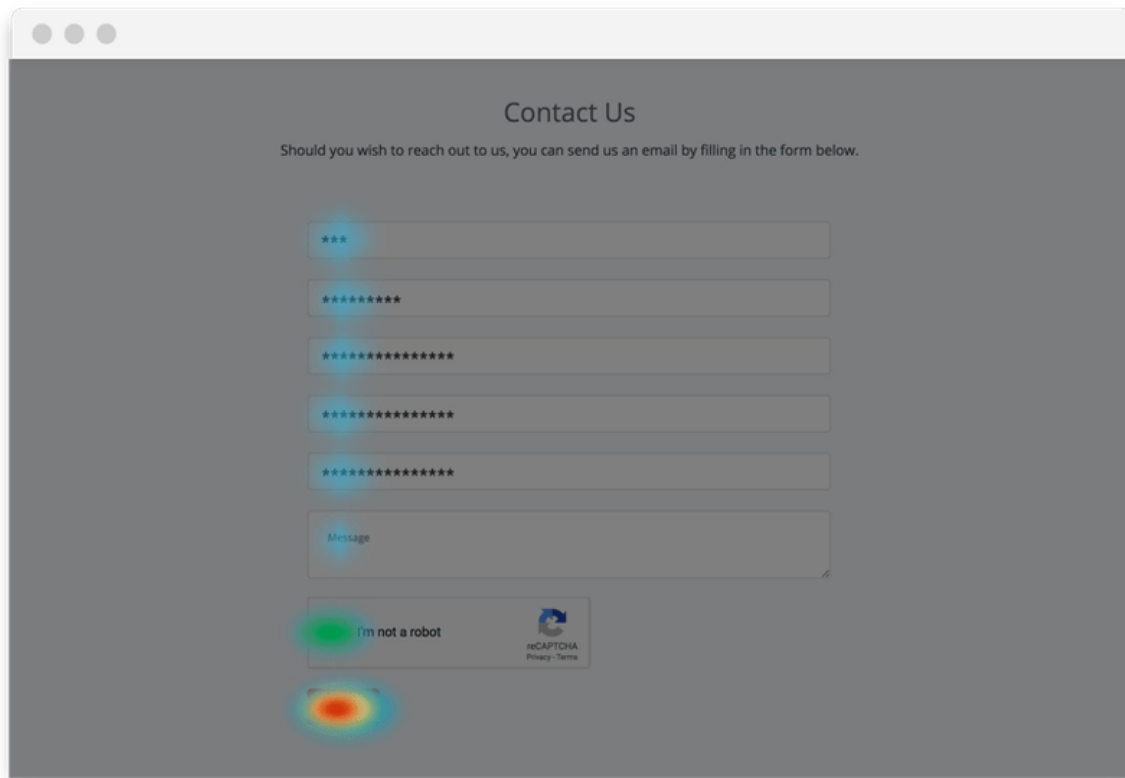 Contact Us
Should you wish to reach out to us, you can send us an email by filling in the form below.
***
*********
***************
***************
***************
Message
I'm not a robot
reCAPTCHA
Privacy - Terms